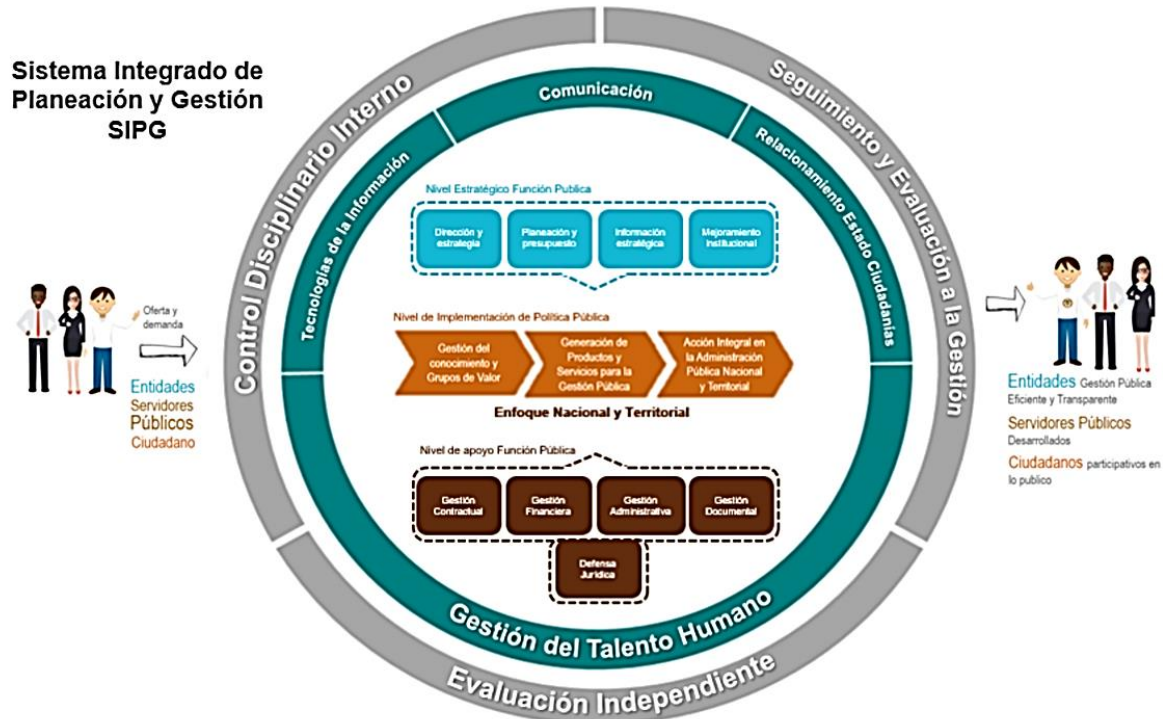 Sistema Integrado de
Planeación y Gestión
SIPG
Control Disciplinario Interno
Seguimiento y Evaluación a la Gestión
Evaluación Independiente
Tecnologías de la Información
Comunicación
Relacionamiento Estado Ciudadanías
Gestión del Talento Humano
Oferta y
demanda
Entidades
Servidores
Públicos
Ciudadano
Nivel Estratégico Función Publica
Dirección y
estrategia
Planeación y
presupuesto
Información
estratégica
Mejoramiento
Institucional
Nivel de Implementación de Política Pública
Gestión del
conocimiento y
Grupos de Valor
Generación de
Productos y
Servicios para la
Gestión Pública
Acción Integral en
la Administración
Pública Nacional
y Territorial
Enfoque Nacional y Territorial
Nivel de apoyo Función Pública
Gestión
Contractual
Gestión
Financiera
Gestión
Administrativa
Gestión
Documental
Defensa
Jurídica
Entidades Gestión Pública
Eficiente y Transparente
Servidores Públicos
Desarrollados
Ciudadanos participativos en
lo publico